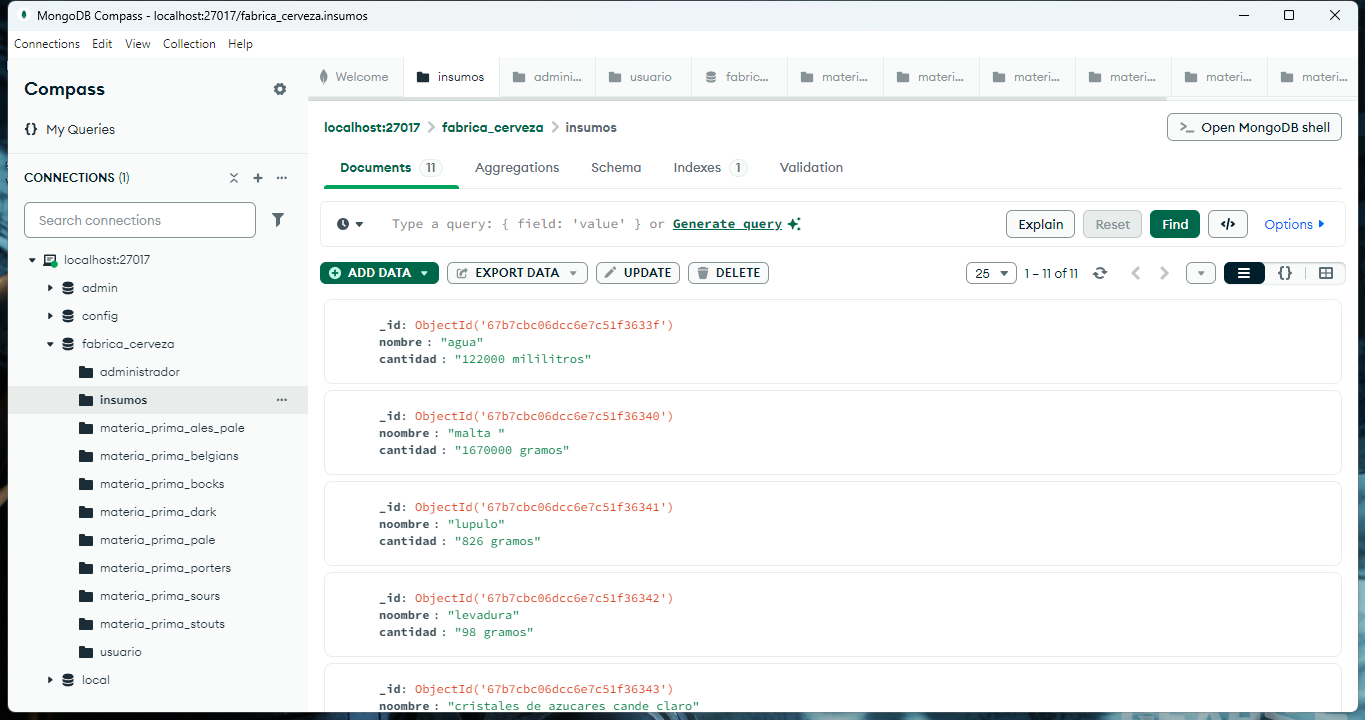 MongoDB Compass - localhost:27017/fabrica_cerveza.insumos
Connections Edit View Collection Help
Compass
{} My Queries
CONNECTIONS (1)
Search connections
localhost:27017
admin
config
fabrica_cerveza
administrador
insumos
materia_prima_ales_pale
materia_prima_belgians
materia_prima_bocks
materia_prima_dark
materia_prima_pale
materia_prima_porters
materia_prima_sours
materia_prima_stouts
usuario
local
Welcome insumos admini... usuario fabric... materi... materi... materi... materi... materi... materi...
localhost:27017 > fabrica_cerveza > insumos
>_ Open MongoDB shell
Documents 11 Aggregations Schema Indexes 1 Validation
Type a query: { field: 'value' } or Generate query
Explain Reset Find </> Options
ADD DATA EXPORT DATA UPDATE DELETE
25 1 – 11 of 11 {}
_id: ObjectId('67b7cbc06dcc6e7c51f3633f')
nombre : "agua"
cantidad : "122000 mililitros"
_id: ObjectId('67b7cbc06dcc6e7c51f36340')
noombre : "malta "
cantidad : "1670000 gramos"
_id: ObjectId('67b7cbc06dcc6e7c51f36341')
noombre : "lupulo"
cantidad : "826 gramos"
_id: ObjectId('67b7cbc06dcc6e7c51f36342')
noombre : "levadura"
cantidad : "98 gramos"
_id: ObjectId('67b7cbc06dcc6e7c51f36343')
noombre : "cristales de azucares cande claro"